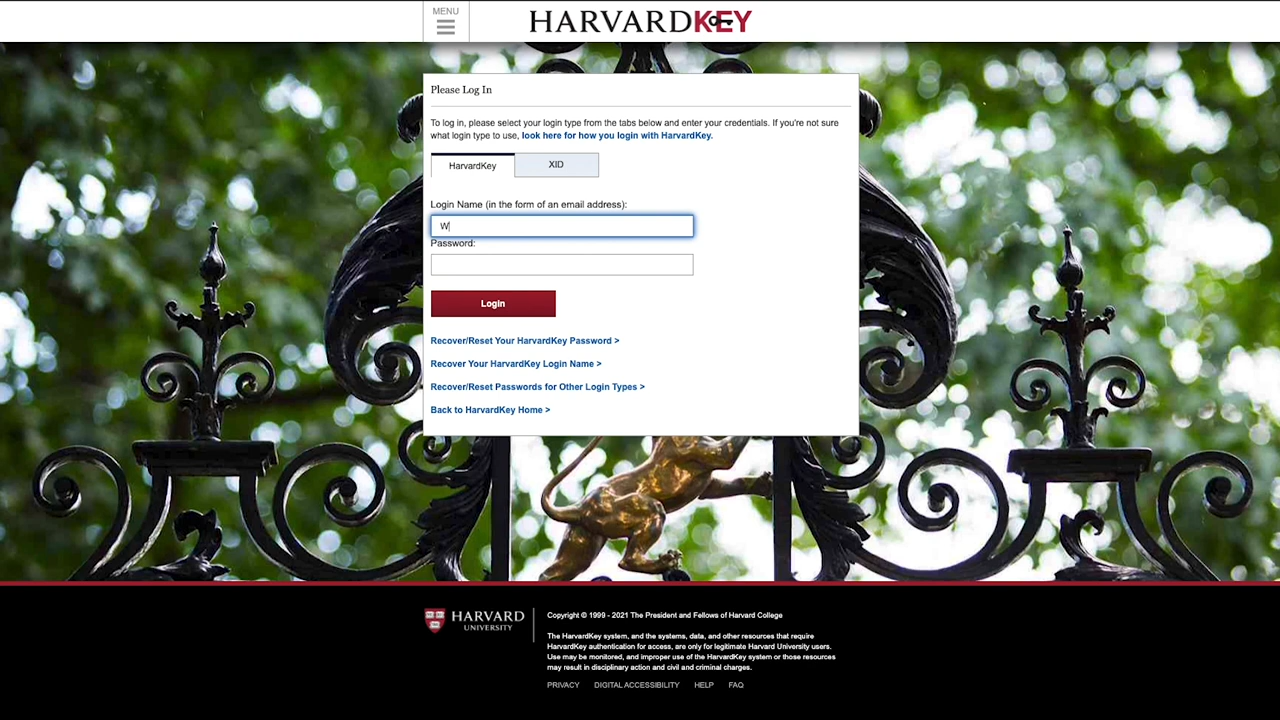 MENU
HARVARDKEY
Please Log In
To log in, please select your login type from the tabs below and enter your credentials. If you're not sure
what login type to use, look here for how you login with HarvardKey.
HarvardKey
XID
Login Name (in the form of an email address):
W
Password:
Login
Recover/Reset Your HarvardKey Password >
Recover Your HarvardKey Login Name >
Recover/Reset Passwords for Other Login Types >
Back to HarvardKey Home >
HARVARD
UNIVERSITY
Copyright © 1999 - 2021 The President and Fellows of Harvard College
The HarvardKey system, and the systems, data, and other resources that require
HarvardKey authentication for access, are only for legitimate Harvard University users.
Use may be monitored, and improper use of the HarvardKey system or those resources
may result in disciplinary action and civil and criminal charges.
PRIVACY DIGITAL ACCESSIBILITY HELP FAQ